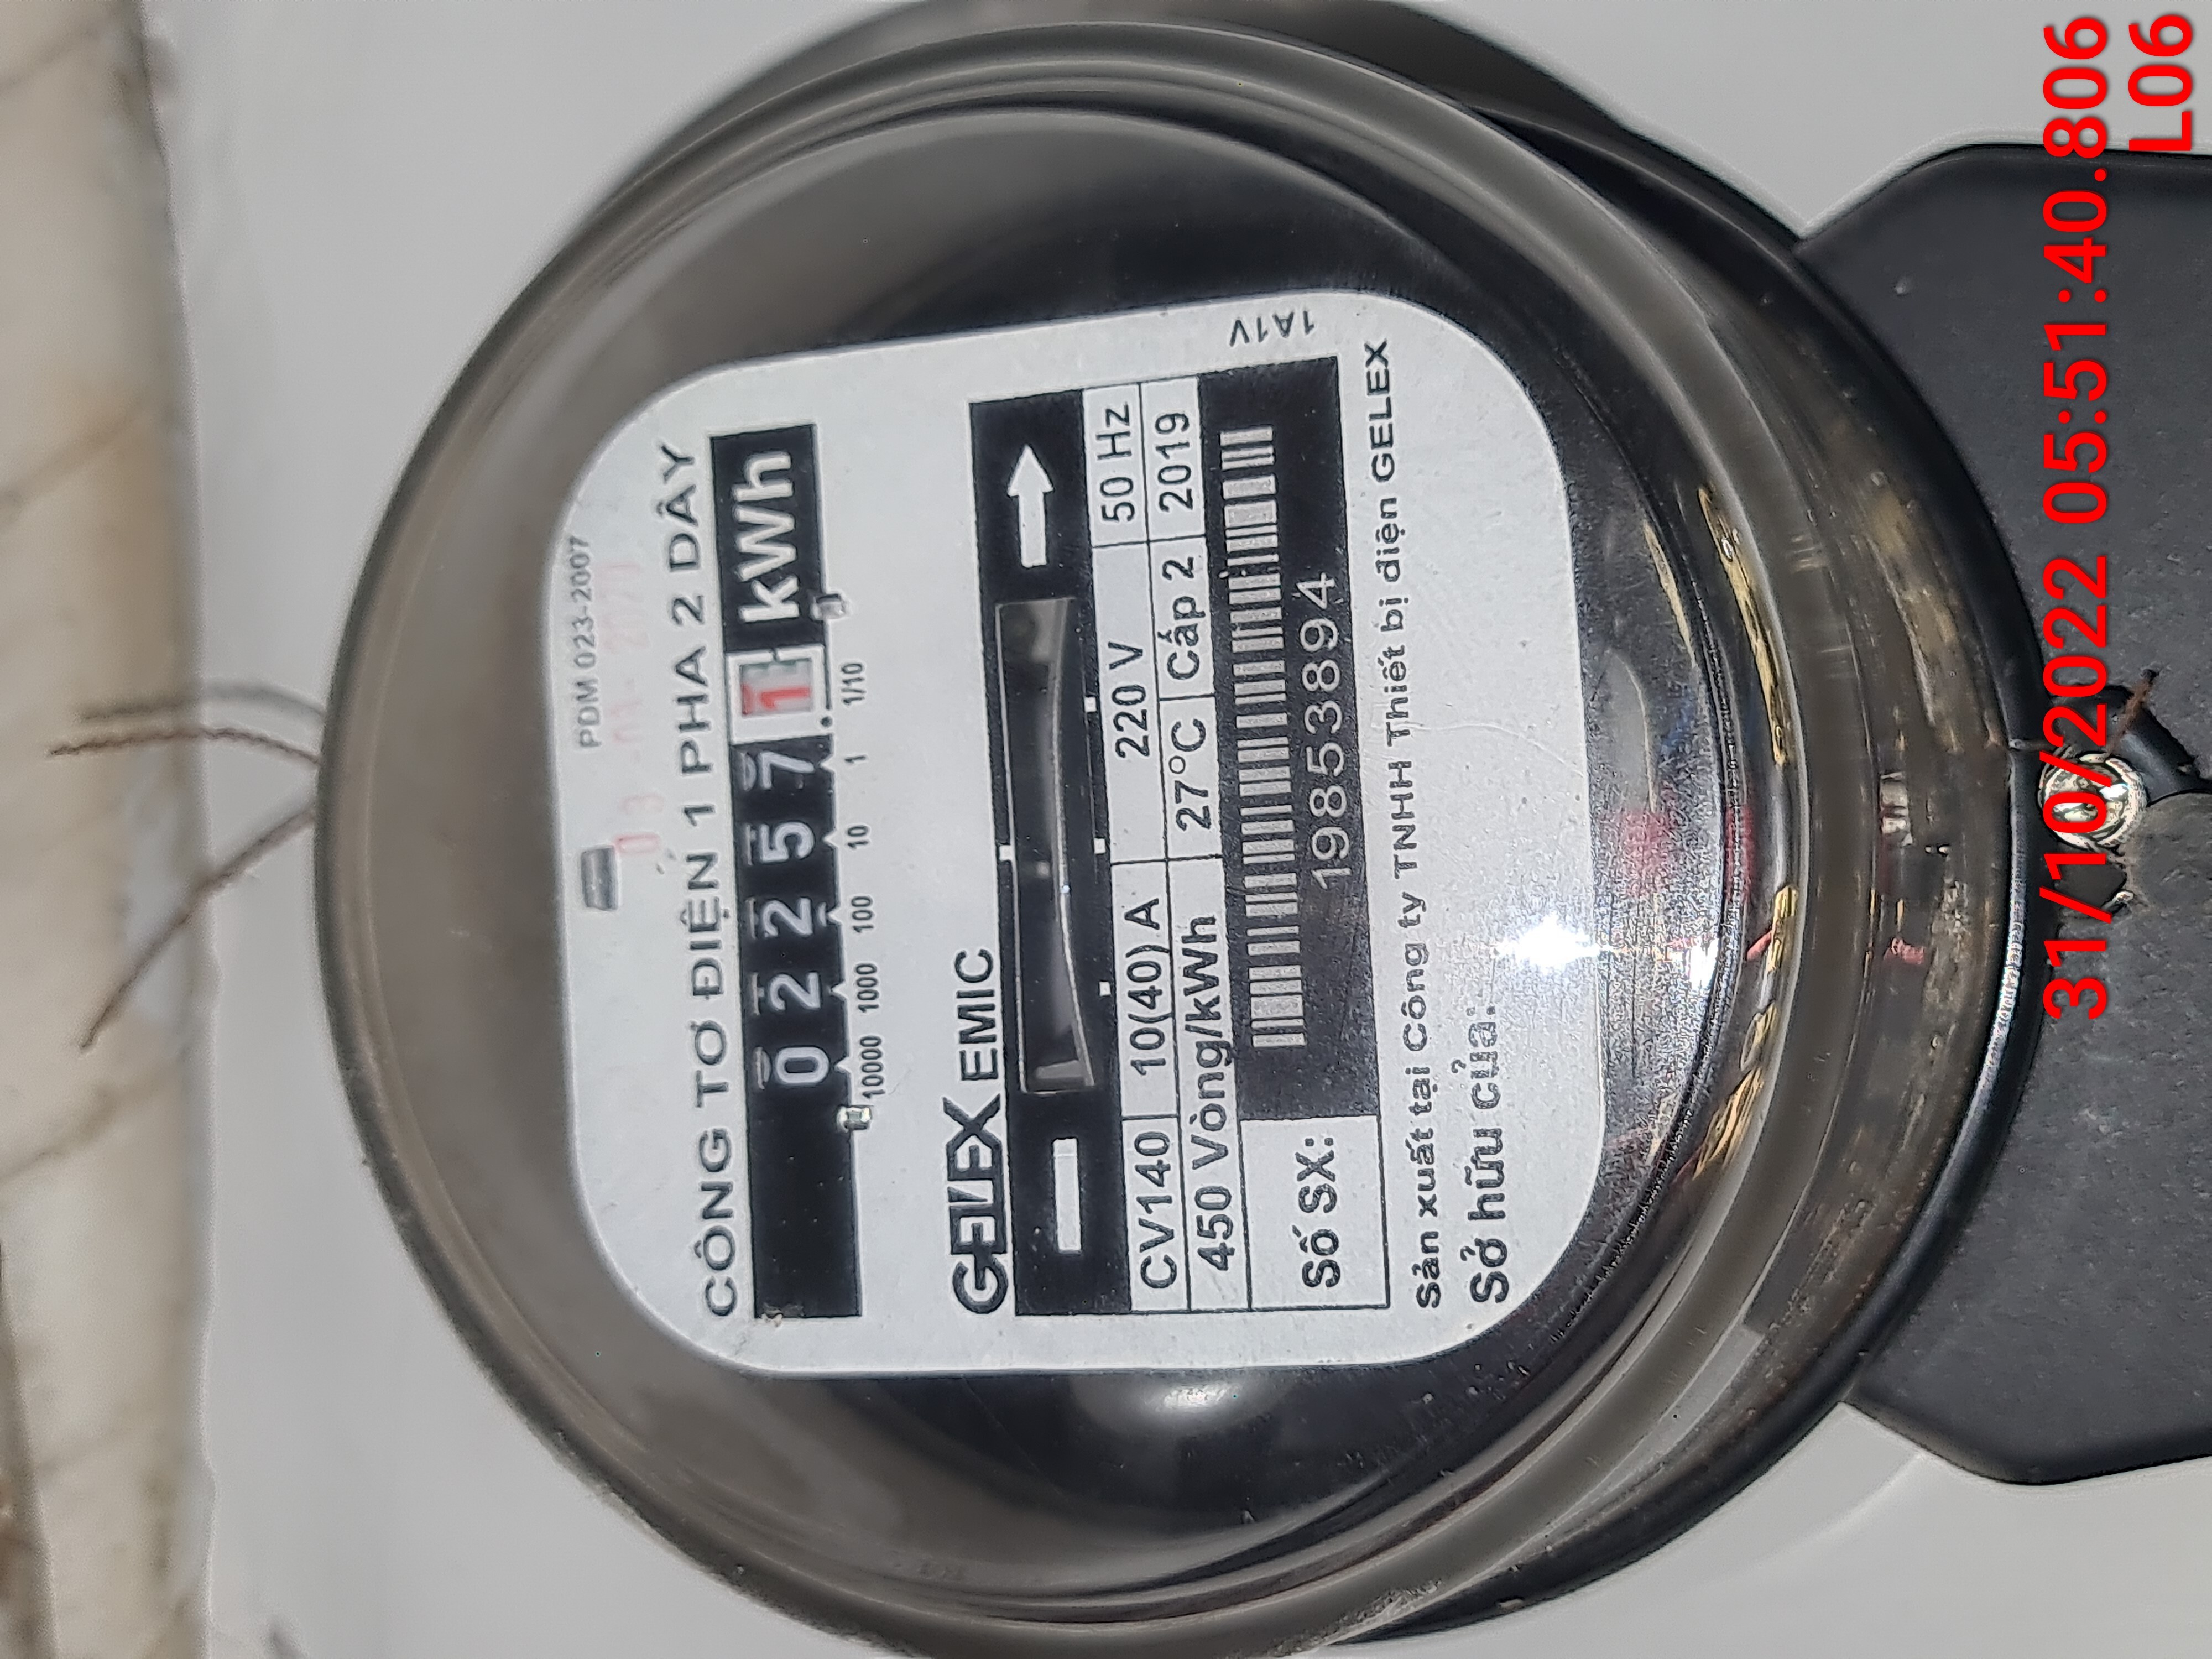 PDM 023-2007
CÔNG TƠ ĐIỆN 1 PHA 2 DÂY
0 2 2 5 7 1 kWh
10000 1000 100 10 1 1/10
GELEX EMIC
CV140 10(40) A 220 V 50 Hz
450 Vòng/kWh 27°C Cấp 2 2019
Số SX: 19853894
1A1V
Sản xuất tại Công ty TNHH Thiết bị điện GELEX
Sở hữu của:
31/10/2022 05:51:40.806
L06